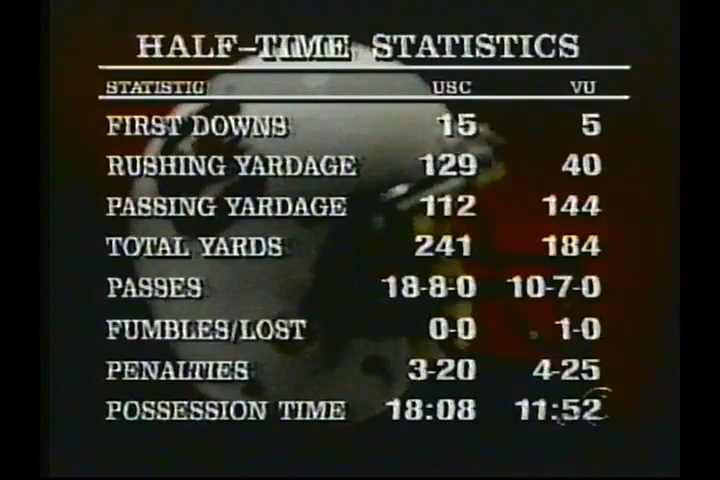 HALF-TIME STATISTICS
STATISTIC USC VU
FIRST DOWNS 15 5
RUSHING YARDAGE 129 40
PASSING YARDAGE 112 144
TOTAL YARDS 241 184
PASSES 18-8-0 10-7-0
FUMBLES/LOST 0-0 1-0
PENALTIES 3-20 4-25
POSSESSION TIME 18:08 11:52